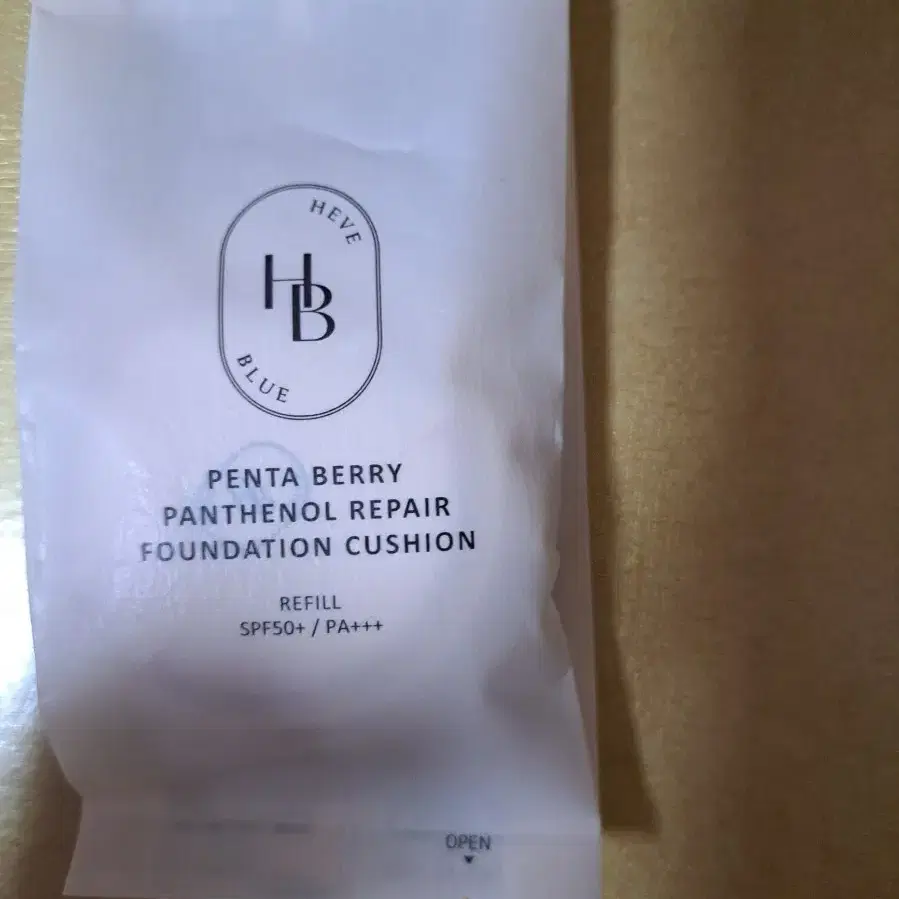 HEVE
HB
BLUE
PENTA BERRY
PANTHENOL REPAIR
FOUNDATION CUSHION
REFILL
SPF50+ / PA+++
OPEN